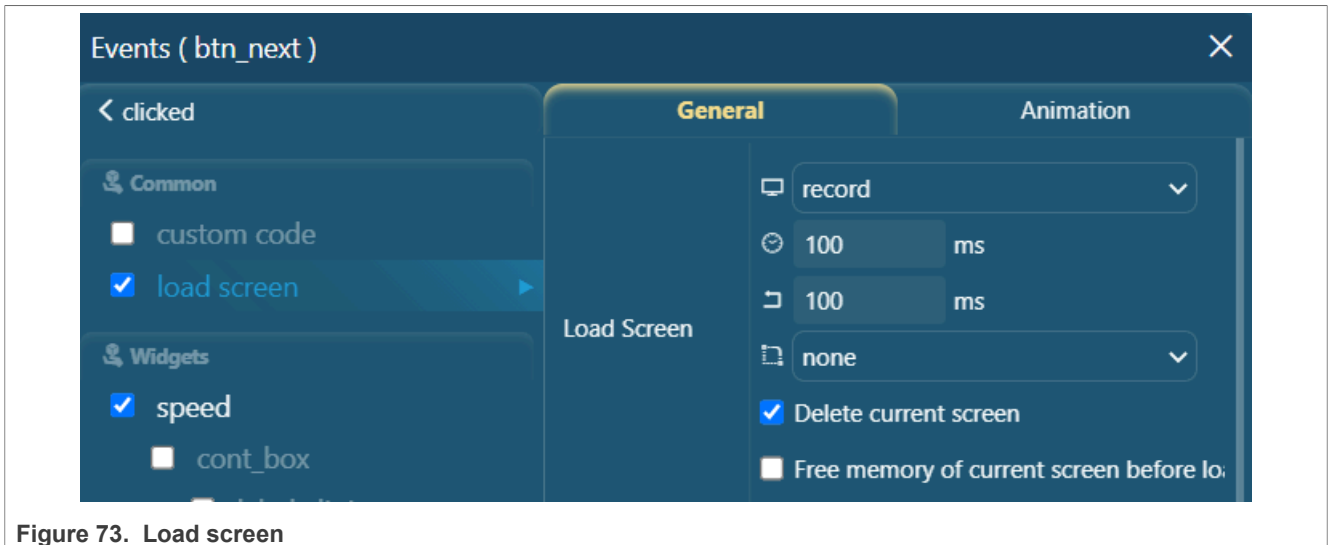 Events ( btn_next )
clicked
General
Animation
Common
custom code
load screen
Widgets
speed
cont_box
Load Screen
record
100 ms
100 ms
none
Delete current screen
Free memory of current screen before
Figure 73. Load screen